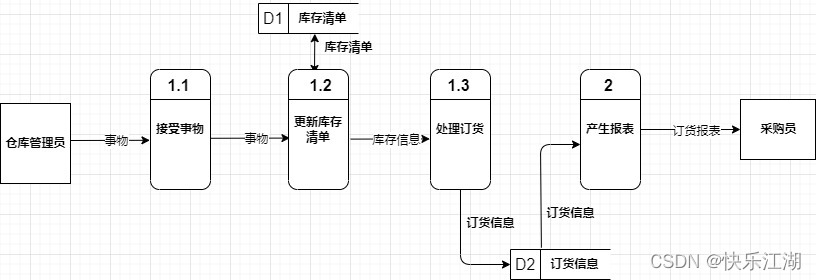 D1 库存清单
库存清单
1.1
1.2
1.3
2
仓库管理员
事物
接受事物
事物
更新库存
清单
库存信息
处理订货
产生报表
订货报表
采购员
订货信息
订货信息
D2 订货信息
CSDN @快乐江湖